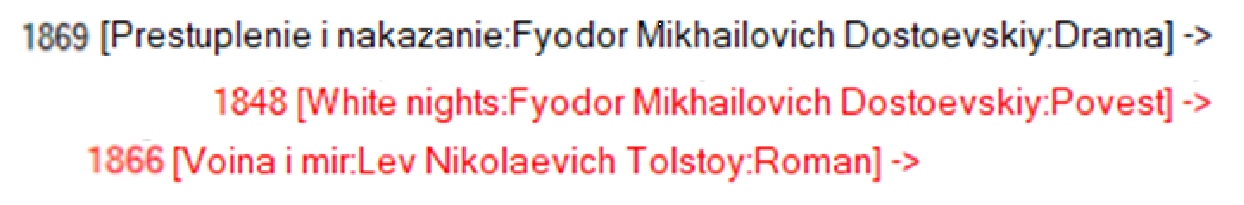 1869 [Prestuplenie i nakazanie:Fyodor Mikhailovich Dostoevskiy:Drama] ->
1848 [White nights:Fyodor Mikhailovich Dostoevskiy:Povest] ->
1866 [Voina i mir:Lev Nikolaevich Tolstoy:Roman] ->